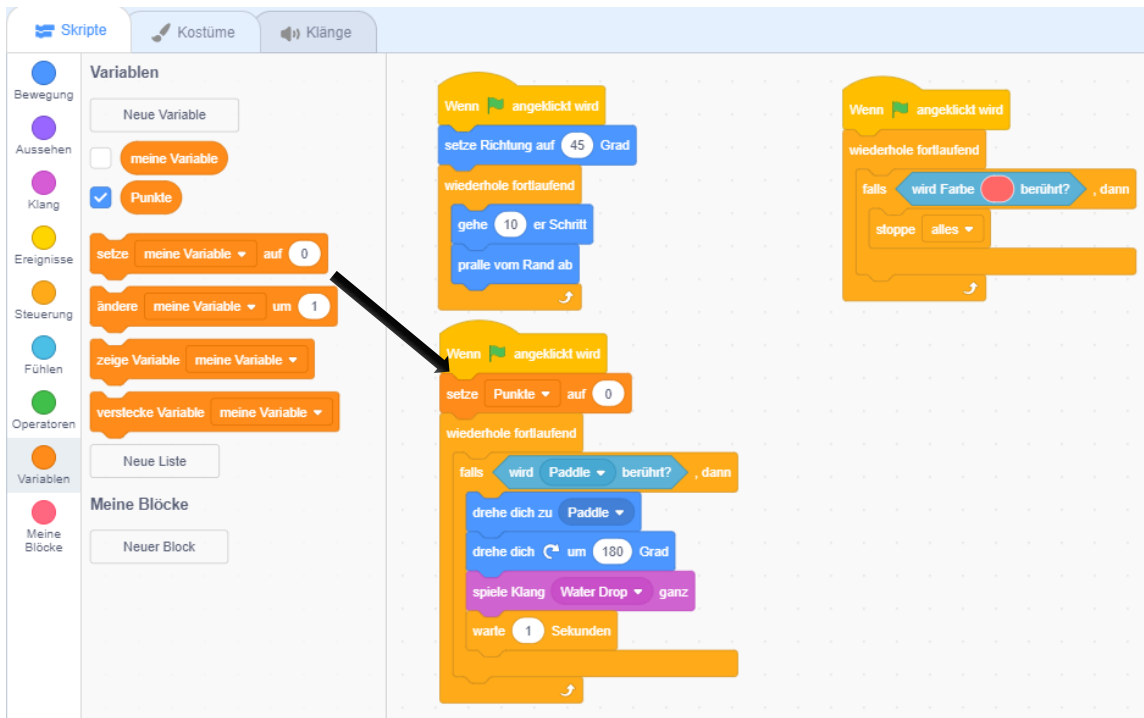 Skripte
Kostüme
Klänge
Bewegung
Aussehen
Klang
Ereignisse
Steuerung
Fühlen
Operatoren
Variablen
Meine
Blöcke
Variablen
Neue Variable
meine Variable
Punkte
setze meine Variable auf 0
ändere meine Variable um 1
zeige Variable meine Variable
verstecke Variable meine Variable
Neue Liste
Meine Blöcke
Neuer Block
Wenn angeklickt wird
setze Richtung auf 45 Grad
wiederhole fortlaufend
gehe 10 er Schritt
pralle vom Rand ab
Wenn angeklickt wird
setze Punkte auf 0
wiederhole fortlaufend
falls wird Paddle berührt? , dann
drehe dich zu Paddle
drehe dich um 180 Grad
spiele Klang Water Drop ganz
warte 1 Sekunden
Wenn angeklickt wird
wiederhole fortlaufend
falls wird Farbe berührt? , dann
stoppe alles